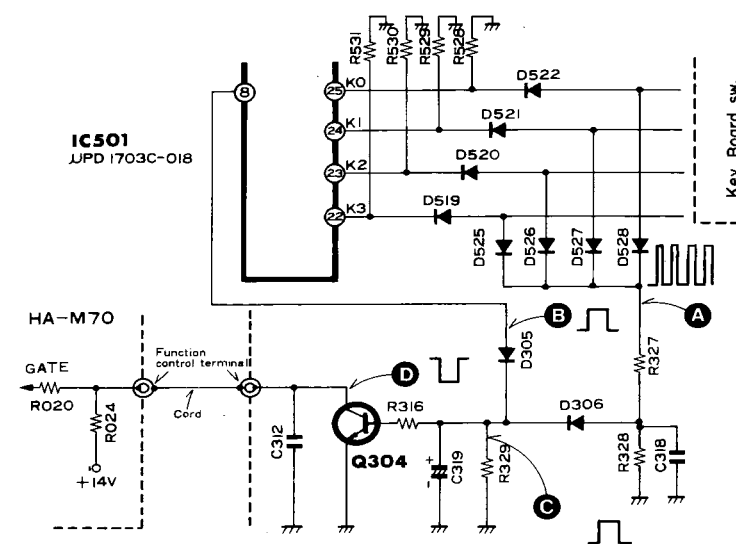 R531
R530
R529
R528
8
25 K0
D522
24 K1
D521
IC501
μPD 1703C-018
23 K2
D520
22 K3
D519
Key Board sw.
D525
D526
D527
D528
HA-M70
B
A
D305
R327
Function
control terminal
GATE
D
R020
R024
Cord
R316
D306
C312
Q304
+
-
C319
R329
R328
C318
+14V
C